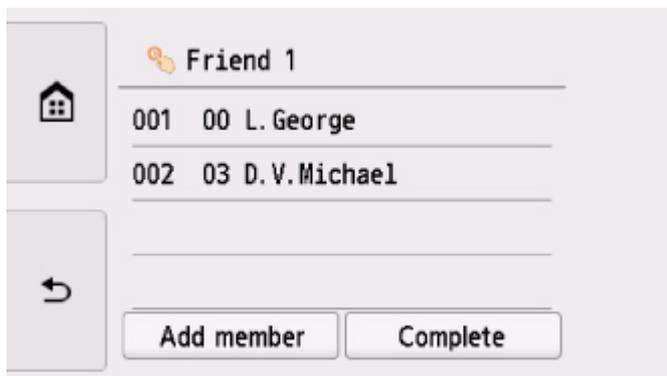 Friend 1
001 00 L.George
002 03 D.V.Michael
Add member Complete